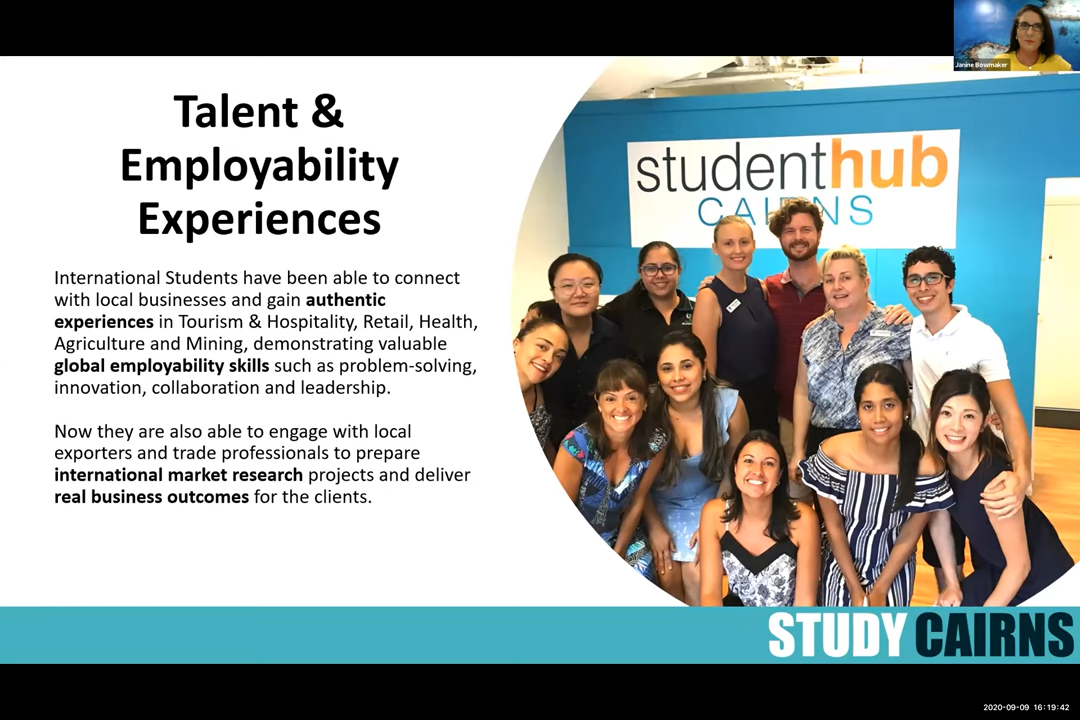 Janine Bowmaker
Talent &
Employability
Experiences
International Students have been able to connect
with local businesses and gain authentic
experiences in Tourism & Hospitality, Retail, Health,
Agriculture and Mining, demonstrating valuable
global employability skills such as problem-solving,
innovation, collaboration and leadership.
Now they are also able to engage with local
exporters and trade professionals to prepare
international market research projects and deliver
real business outcomes for the clients.
studenthub
CAIRNS
STUDY CAIRNS
2020-09-09 16:19:42